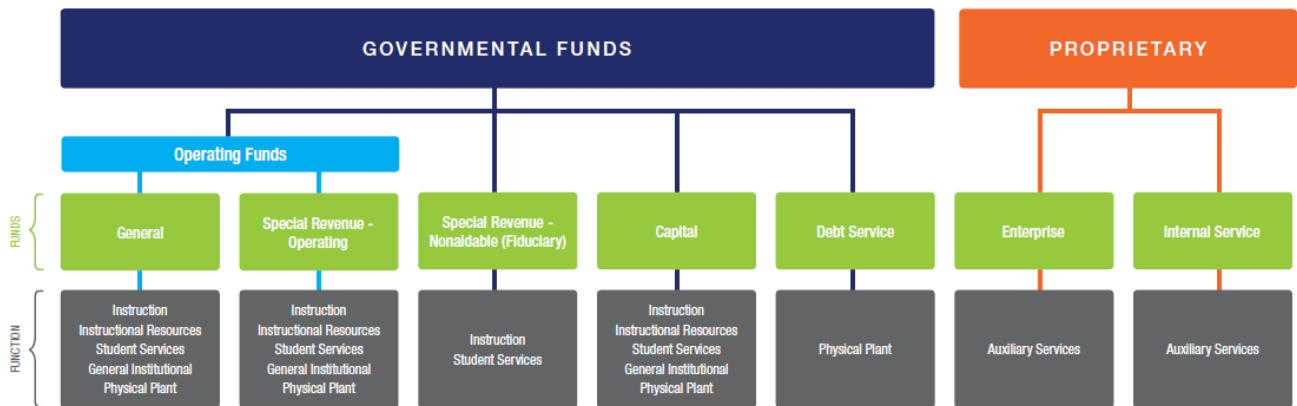 GOVERNMENTAL FUNDS
PROPRIETARY
Operating Funds
FUNDS
General
Special Revenue -
Operating
Special Revenue -
Nonaidable (Fiduciary)
Capital
Debt Service
Enterprise
Internal Service
FUNCTION
Instruction
Instructional Resources
Student Services
General Institutional
Physical Plant
Instruction
Instructional Resources
Student Services
General Institutional
Physical Plant
Instruction
Student Services
Instruction
Instructional Resources
Student Services
General Institutional
Physical Plant
Physical Plant
Auxiliary Services
Auxiliary Services